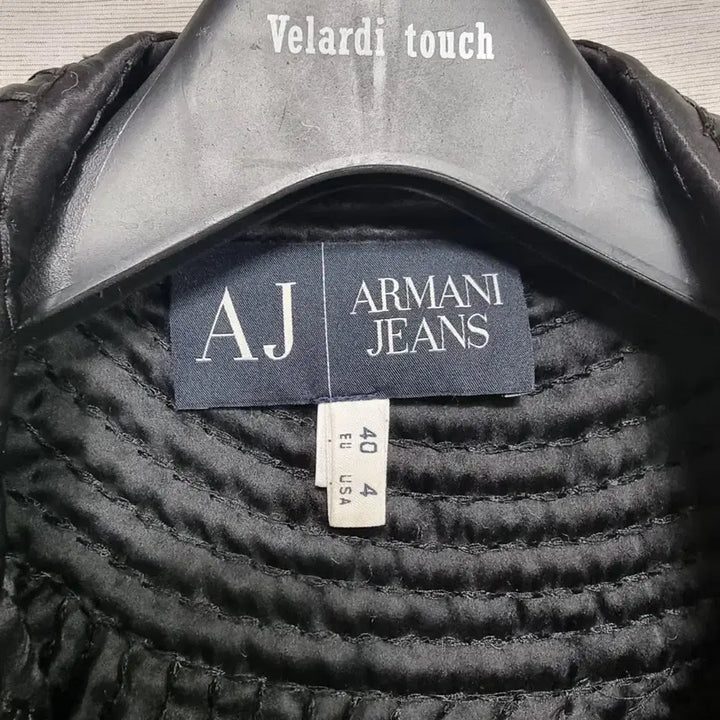 Velardi touch
AJ
ARMANI
JEANS
40 4
EU USA